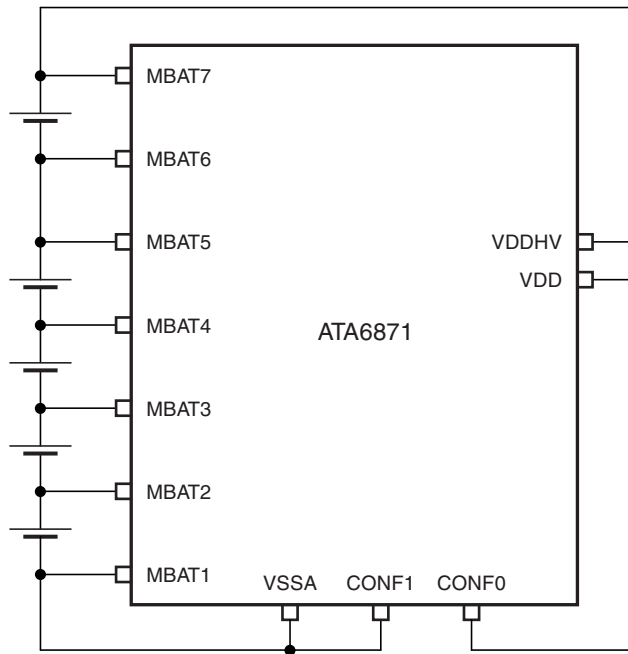 MBAT7
MBAT6
MBAT5
VDDHV
VDD
MBAT4
ATA6871
MBAT3
MBAT2
MBAT1
VSSA CONF1 CONF0